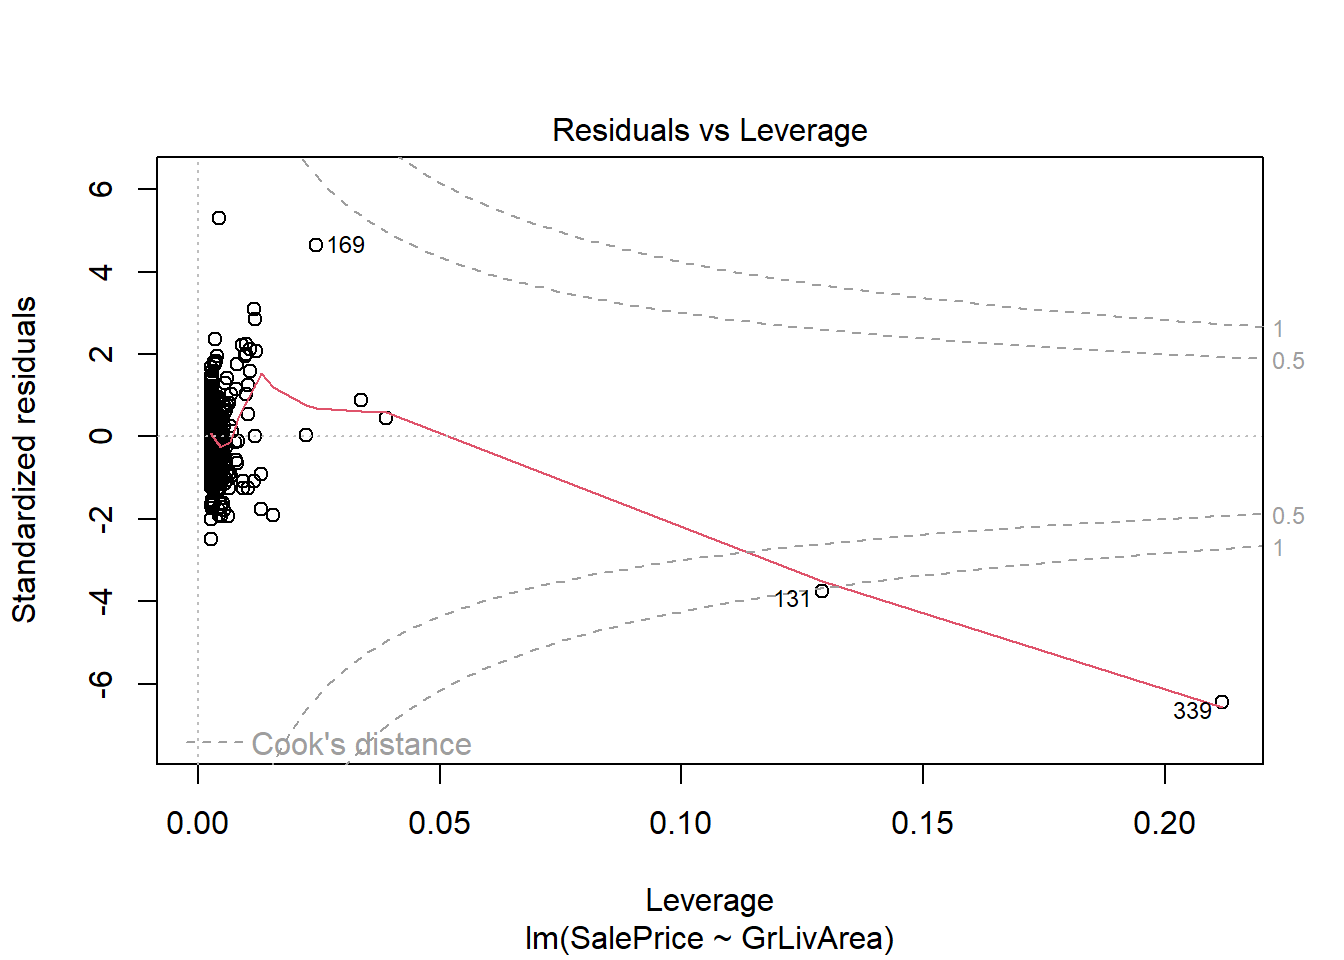 Residuals vs Leverage
Standardized residuals
6
4
2
0
-2
-4
-6
169
131
339
1
0.5
0.5
1
Cook's distance
0.00 0.05 0.10 0.15 0.20
Leverage
lm(SalePrice ~ GrLivArea)